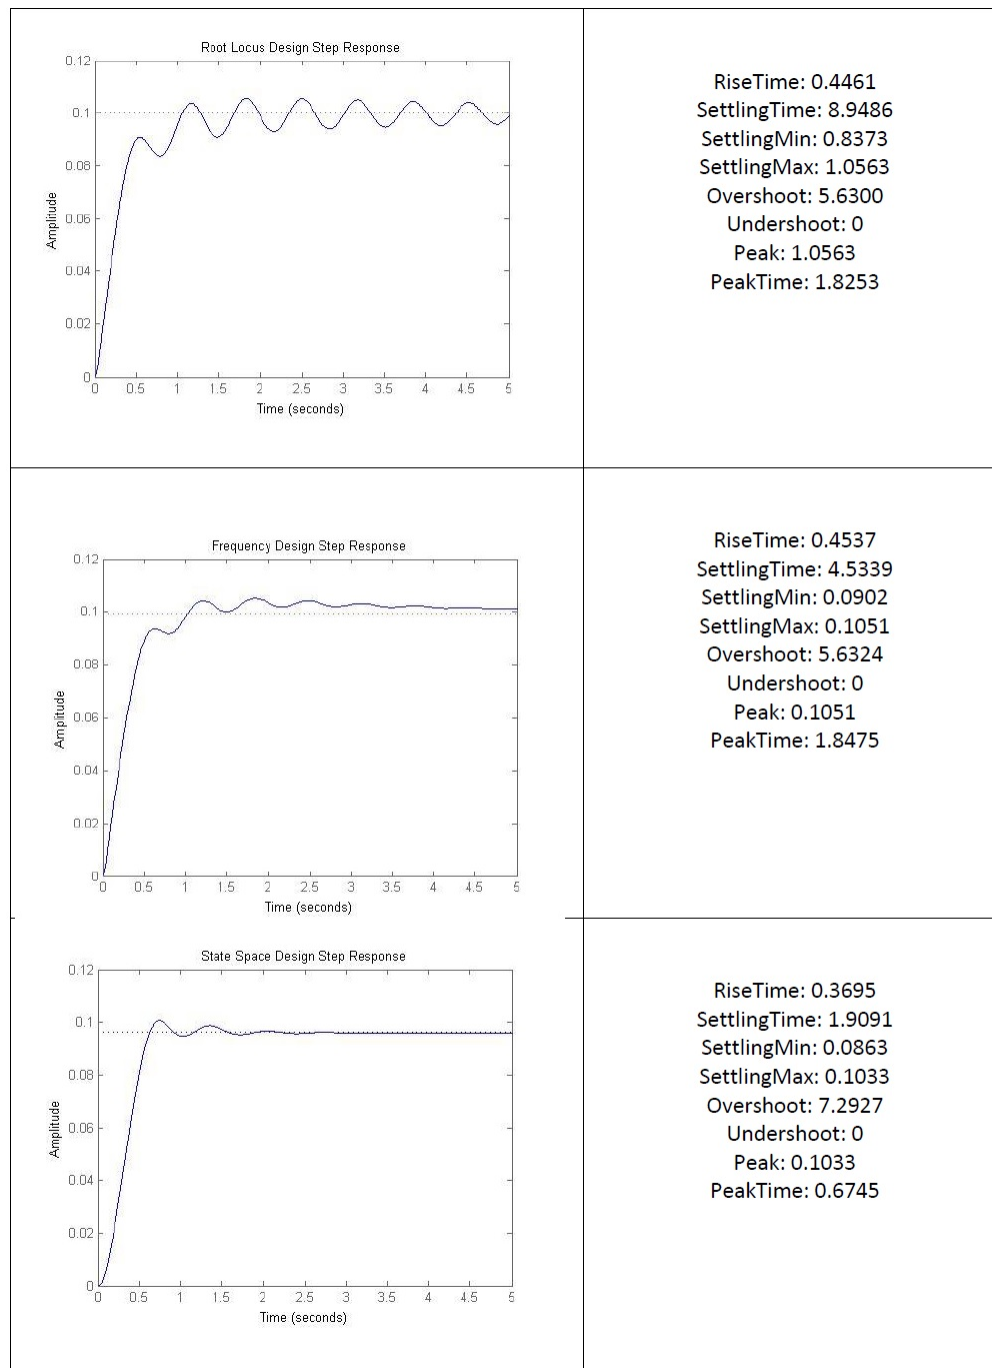 Root Locus Design Step Response
0.12
0.1
0.08
0.06
0.04
0.02
0
Amplitude
0 0.5 1 1.5 2 2.5 3 3.5 4 4.5 5
Time (seconds)
RiseTime: 0.4461
SettlingTime: 8.9486
SettlingMin: 0.8373
SettlingMax: 1.0563
Overshoot: 5.6300
Undershoot: 0
Peak: 1.0563
PeakTime: 1.8253
Frequency Design Step Response
0.12
0.1
0.08
0.06
0.04
0.02
0
Amplitude
0 0.5 1 1.5 2 2.5 3 3.5 4 4.5 5
Time (seconds)
RiseTime: 0.4537
SettlingTime: 4.5339
SettlingMin: 0.0902
SettlingMax: 0.1051
Overshoot: 5.6324
Undershoot: 0
Peak: 0.1051
PeakTime: 1.8475
State Space Design Step Response
0.12
0.1
0.08
0.06
0.04
0.02
0
Amplitude
0 0.5 1 1.5 2 2.5 3 3.5 4 4.5 5
Time (seconds)
RiseTime: 0.3695
SettlingTime: 1.9091
SettlingMin: 0.0863
SettlingMax: 0.1033
Overshoot: 7.2927
Undershoot: 0
Peak: 0.1033
PeakTime: 0.6745